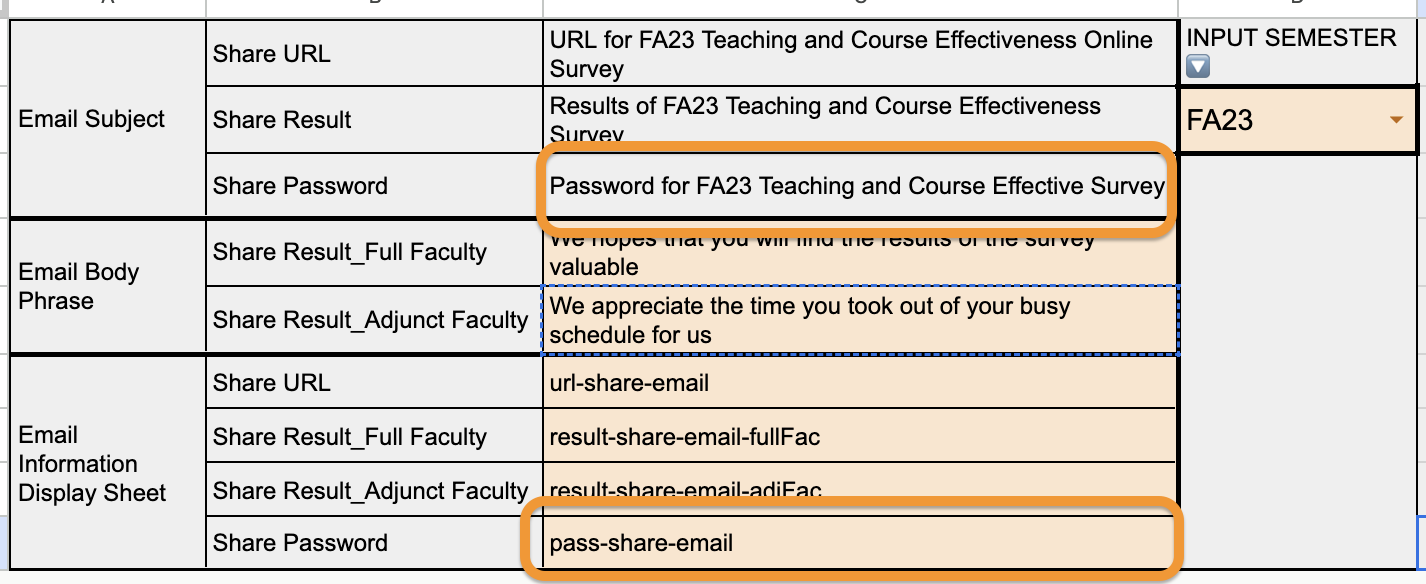 Share URL
URL for FA23 Teaching and Course Effectiveness Online
Survey
INPUT SEMESTER
Email Subject
Share Result
Results of FA23 Teaching and Course Effectiveness
Survey
FA23
Share Password
Password for FA23 Teaching and Course Effective Survey
Email Body
Phrase
Share Result_Full Faculty
We hopes that you will find the results of the survey
valuable
Share Result_Adjunct Faculty
We appreciate the time you took out of your busy
schedule for us
Email
Information
Display Sheet
Share URL
url-share-email
Share Result_Full Faculty
result-share-email-fullFac
Share Result_Adjunct Faculty
result-share-email-adjFac
Share Password
pass-share-email